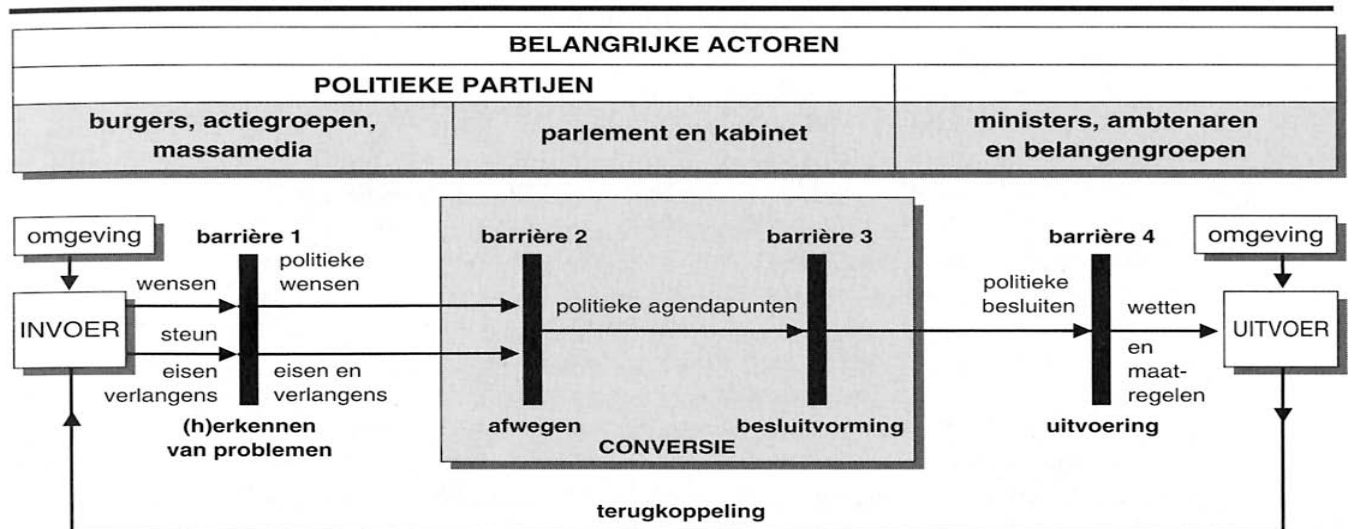 BELANGRIJKE ACTOREN
POLITIEKE PARTIJEN
burgers, actiegroepen,
massamedia
parlement en kabinet
ministers, ambtenaren
en belangengroepen
omgeving
barrière 1
barrière 2
barrière 3
barrière 4
omgeving
INVOER
wensen
steun
eisen
verlangens
politieke
wensen
eisen en
verlangens
politieke agendapunten
politieke
besluiten
wetten
en
maat-
regelen
UITVOER
(h)erkennen
van problemen
afwegen
besluitvorming
uitvoering
CONVERSIE
terugkoppeling